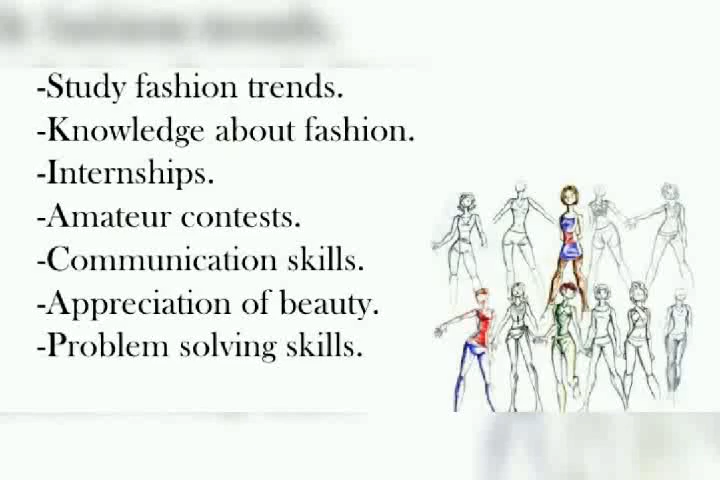 -Study fashion trends.
-Knowledge about fashion.
-Internships.
-Amateur contests.
-Communication skills.
-Appreciation of beauty.
-Problem solving skills.